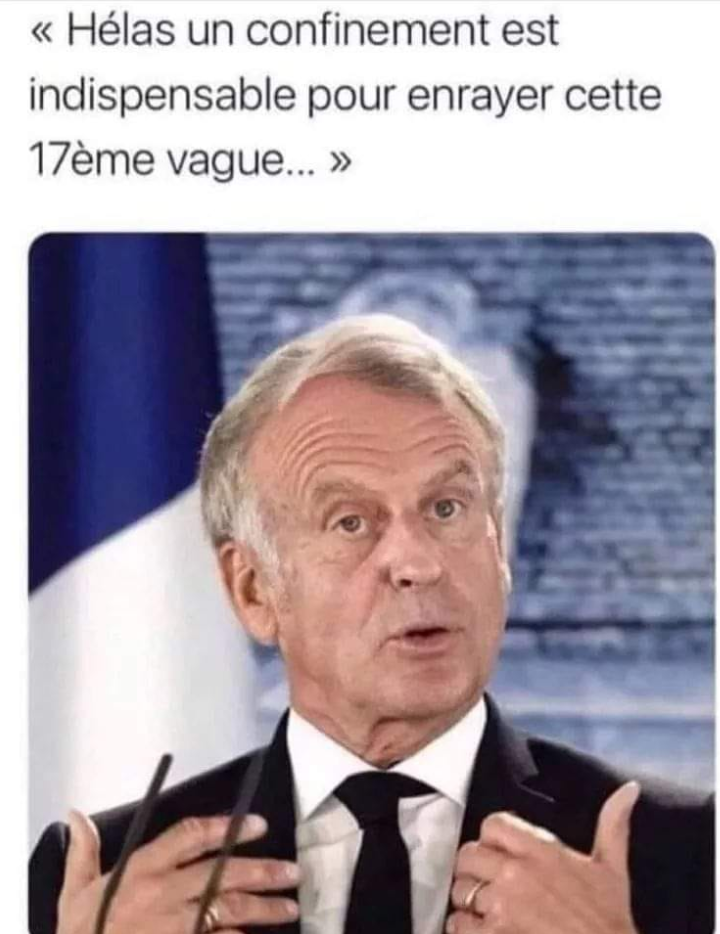 « Hélas un confinement est
indispensable pour enrayer cette
17ème vague... »